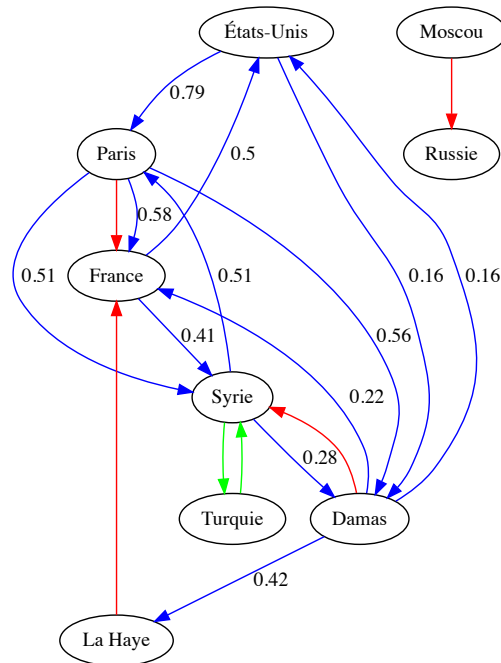 États-Unis
Moscou
0.79
Paris
0.5
Russie
0.58
France
0.51
0.51
0.16
0.16
0.56
0.41
0.22
Syrie
0.28
Turquie
Damas
0.42
La Haye